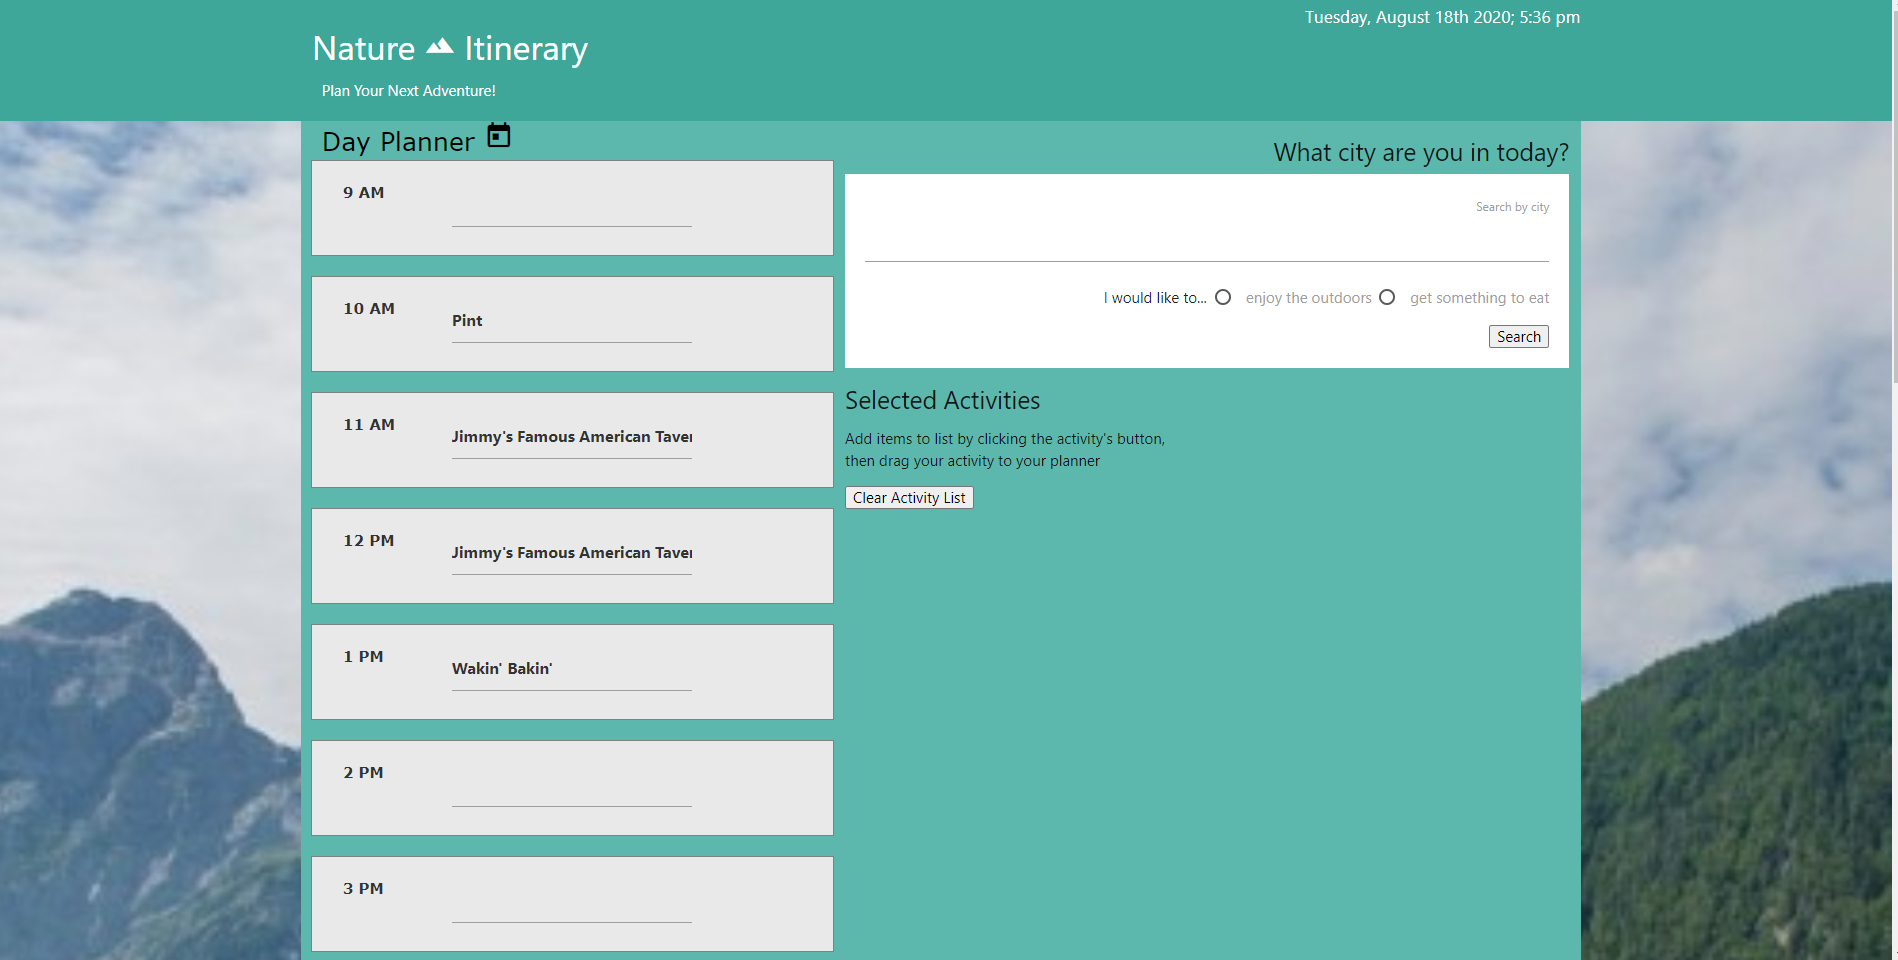 Tuesday, August 18th 2020; 5:36 pm
Nature Itinerary
Plan Your Next Adventure!
Day Planner
9 AM
10 AM
Pint
11 AM
Jimmy's Famous American Taver
12 PM
Jimmy's Famous American Taver
1 PM
Wakin' Bakin'
2 PM
3 PM
What city are you in today?
Search by city
I would like to... enjoy the outdoors get something to eat
Search
Selected Activities
Add items to list by clicking the activity's button,
then drag your activity to your planner
Clear Activity List